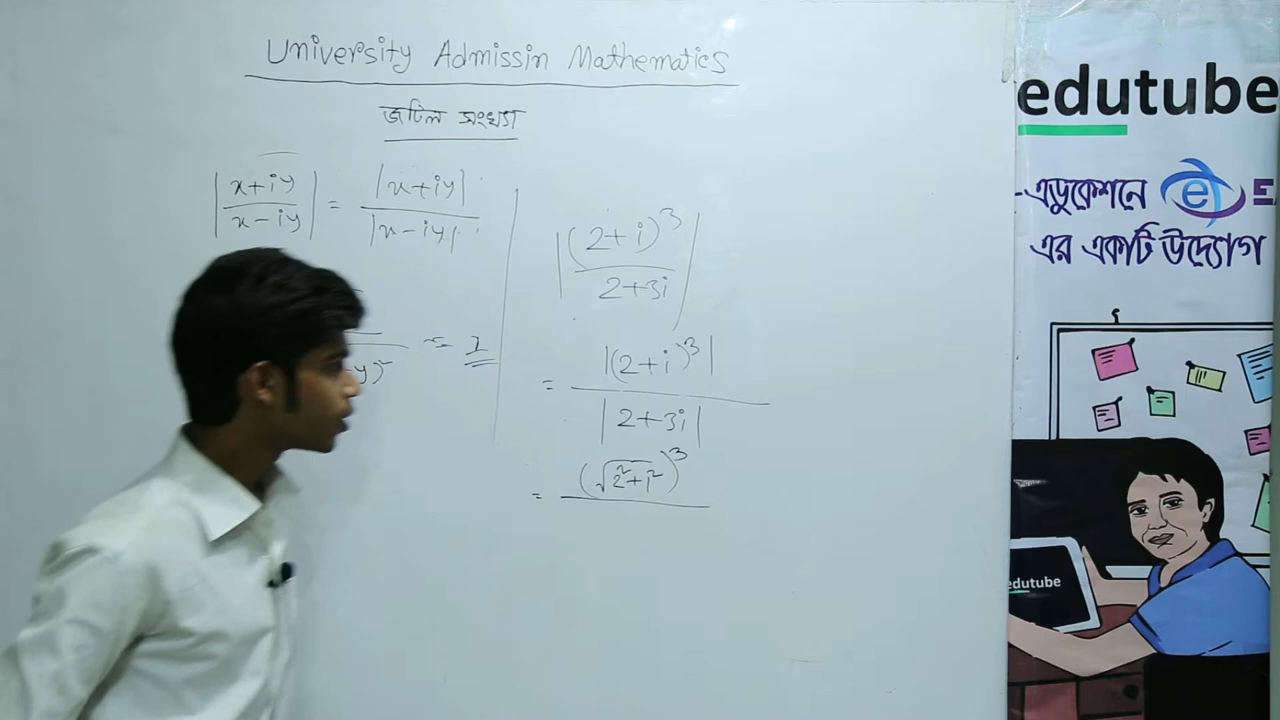 University Admissin Mathematics
জটিল সংখ্যা
|x+iy / x-iy| = |x+iy| / |x-iy|
y)² = 1
|(2+i)³ / 2+3i|
= |(2+i)³| / |2+3i|
= (√2²+1²)³
edutube
-এডুকেশনে e E
এর একটি উদ্যোগ
edutube